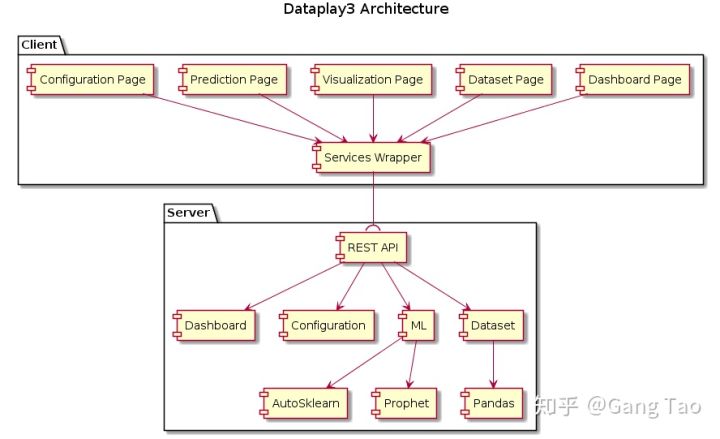 Dataplay3 Architecture
Client
Configuration Page
Prediction Page
Visualization Page
Dataset Page
Dashboard Page
Services Wrapper
Server
REST API
Dashboard
Configuration
ML
Dataset
AutoSklearn
Prophet
Pandas
知乎 @Gang Tao